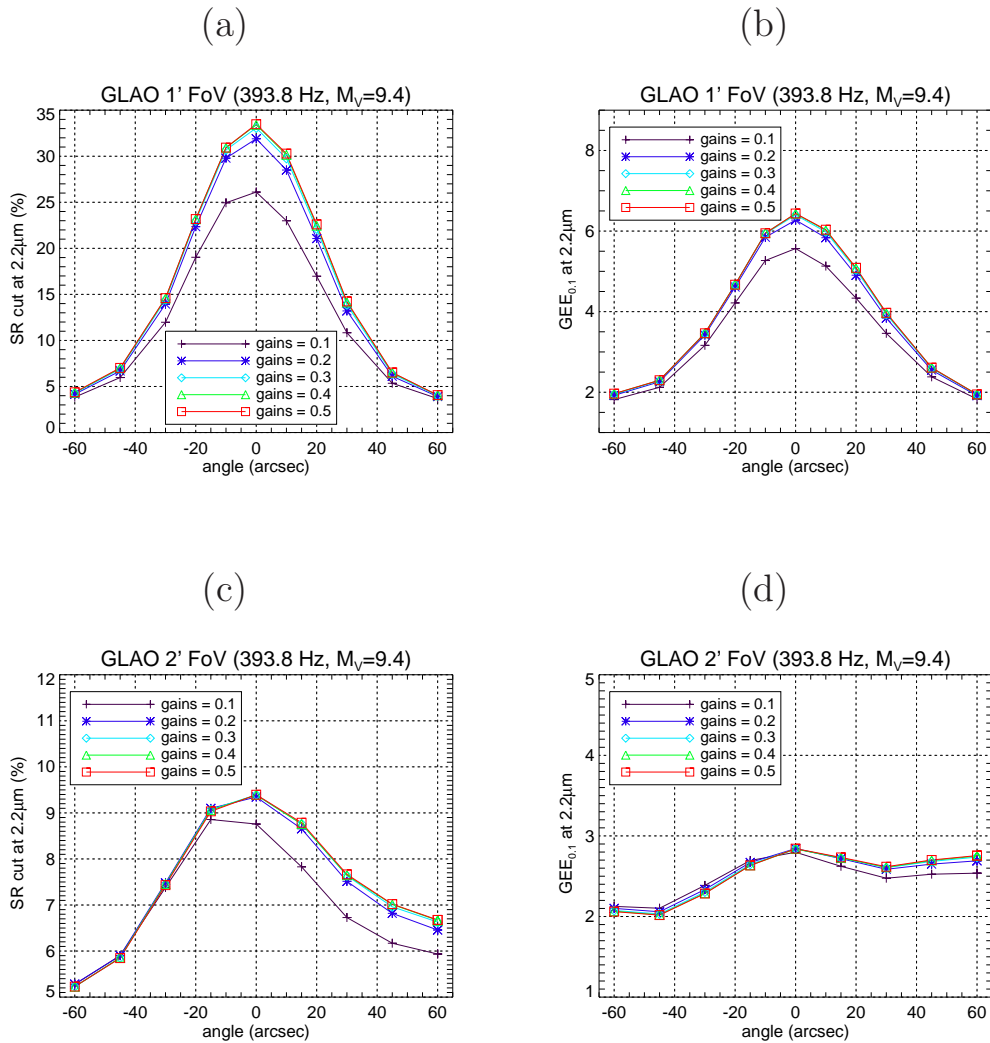 (a)
GLAO 1' FoV (393.8 Hz, M_V=9.4)
SR cut at 2.2μm (%)
35
30
25
20
15
10
5
0
gains = 0.1
gains = 0.2
gains = 0.3
gains = 0.4
gains = 0.5
-60 -40 -20 0 20 40 60
angle (arcsec)
(b)
GLAO 1' FoV (393.8 Hz, M_V=9.4)
GE_0.1 at 2.2μm
8
6
4
2
gains = 0.1
gains = 0.2
gains = 0.3
gains = 0.4
gains = 0.5
-60 -40 -20 0 20 40 60
angle (arcsec)
(c)
GLAO 2' FoV (393.8 Hz, M_V=9.4)
SR cut at 2.2μm (%)
12
11
10
9
8
7
6
5
gains = 0.1
gains = 0.2
gains = 0.3
gains = 0.4
gains = 0.5
-60 -40 -20 0 20 40 60
angle (arcsec)
(d)
GLAO 2' FoV (393.8 Hz, M_V=9.4)
GEE_0.1 at 2.2μm
5
4
3
2
1
gains = 0.1
gains = 0.2
gains = 0.3
gains = 0.4
gains = 0.5
-60 -40 -20 0 20 40 60
angle (arcsec)